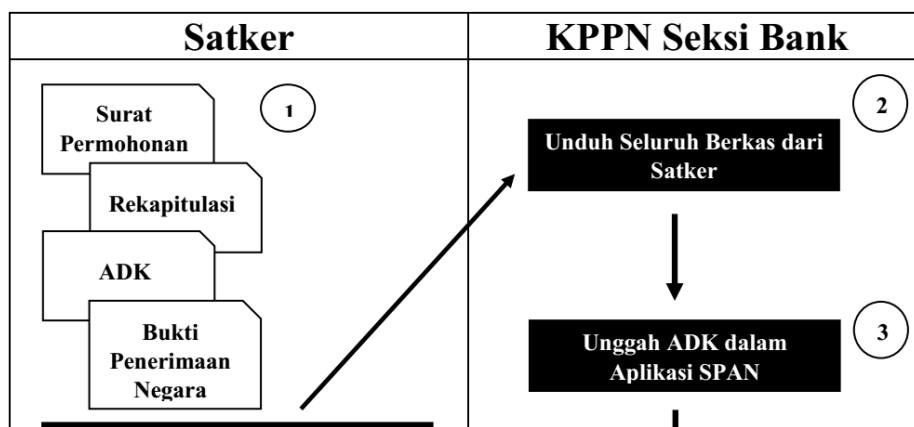 Satker
KPPN Seksi Bank
1
Surat
Permohonan
Rekapitulasi
ADK
Bukti
Penerimaan
Negara
2
Unduh Seluruh Berkas dari
Satker
3
Unggah ADK dalam
Aplikasi SPAN